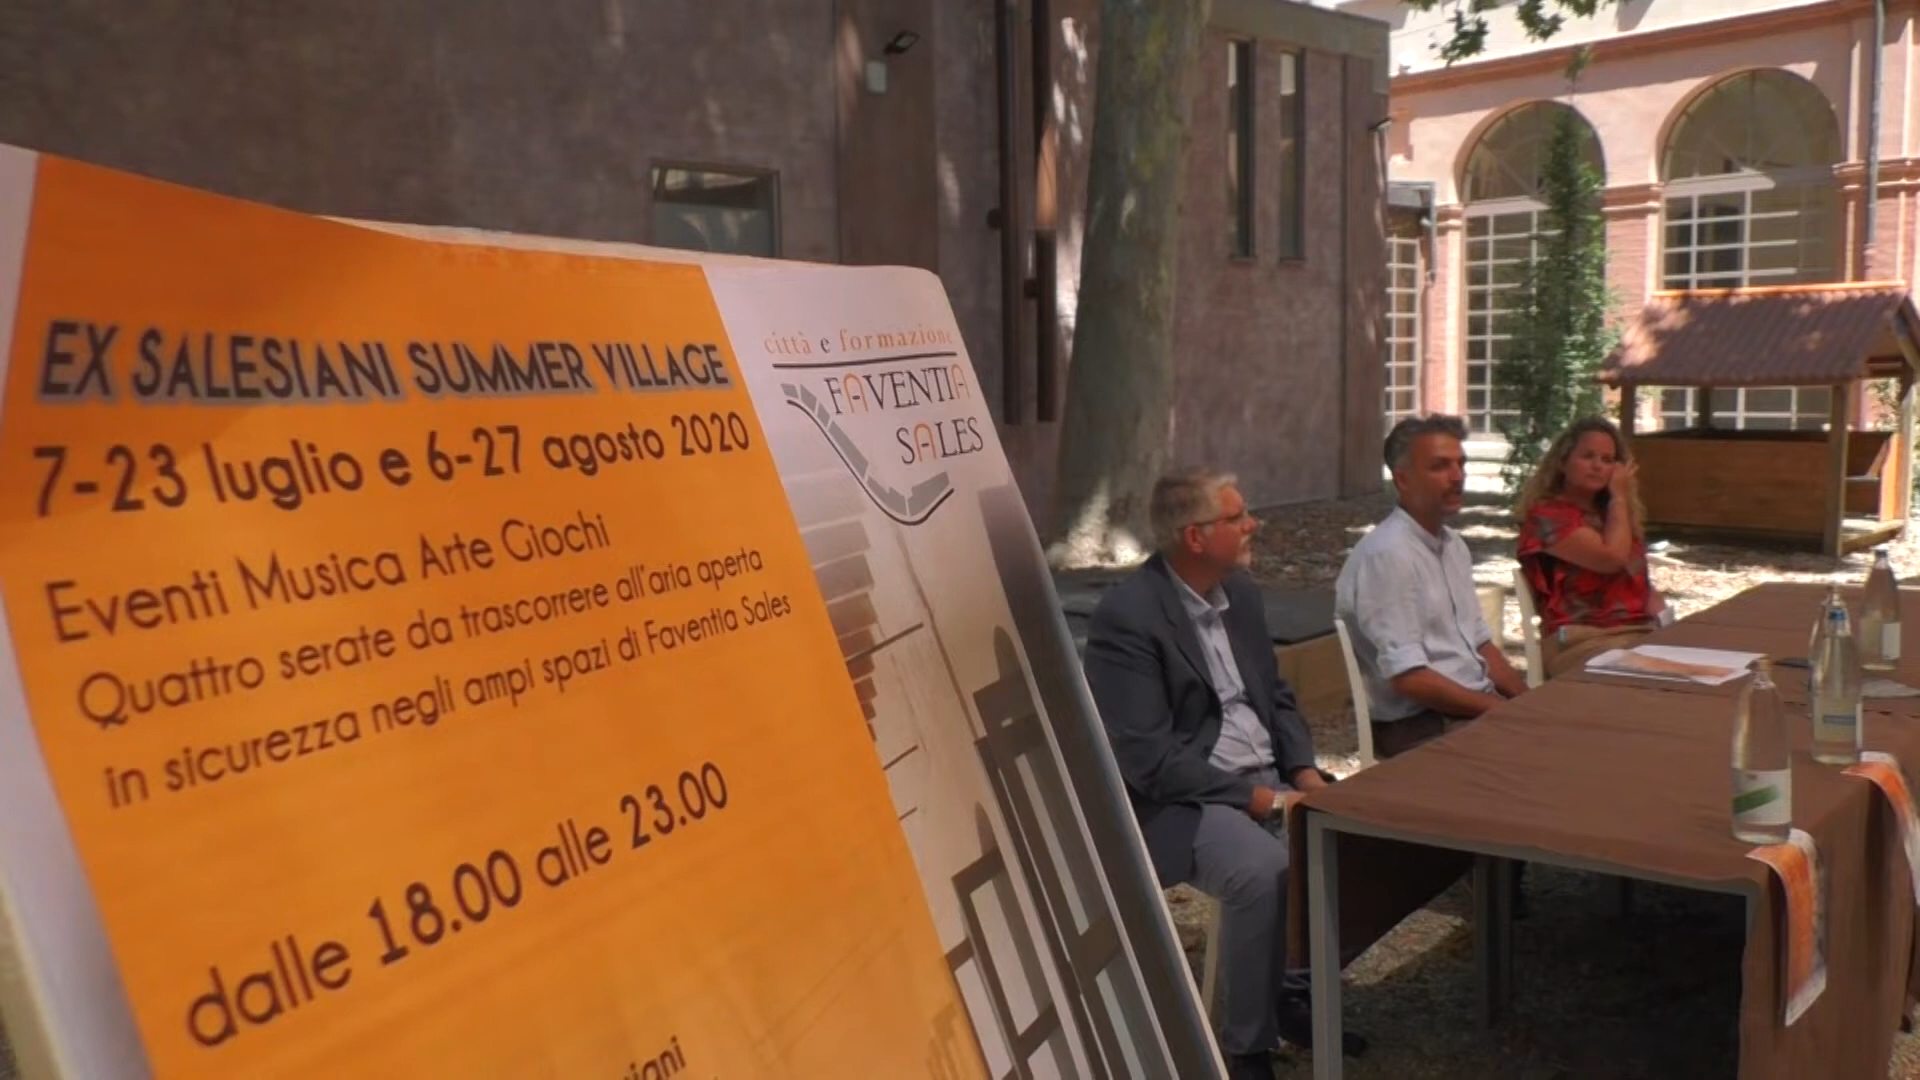 EX SALESIANI SUMMER VILLAGE
7-23 luglio e 6-27 agosto 2020
Eventi Musica Arte Giochi
Quattro serate da trascorrere all'aria aperta
in sicurezza negli ampi spazi di Faventia Sales
dalle 18.00 alle 23.00
città e formazione
FAVENTIA
SALES